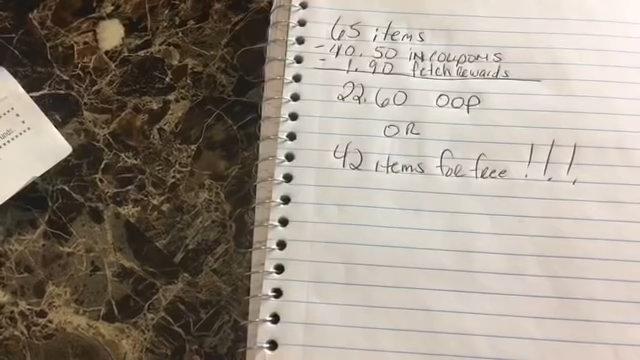 65 items
- 40.50 in coupons
- 1.90 fetch rewards
22.60 OOP
OR
42 items for free!!!